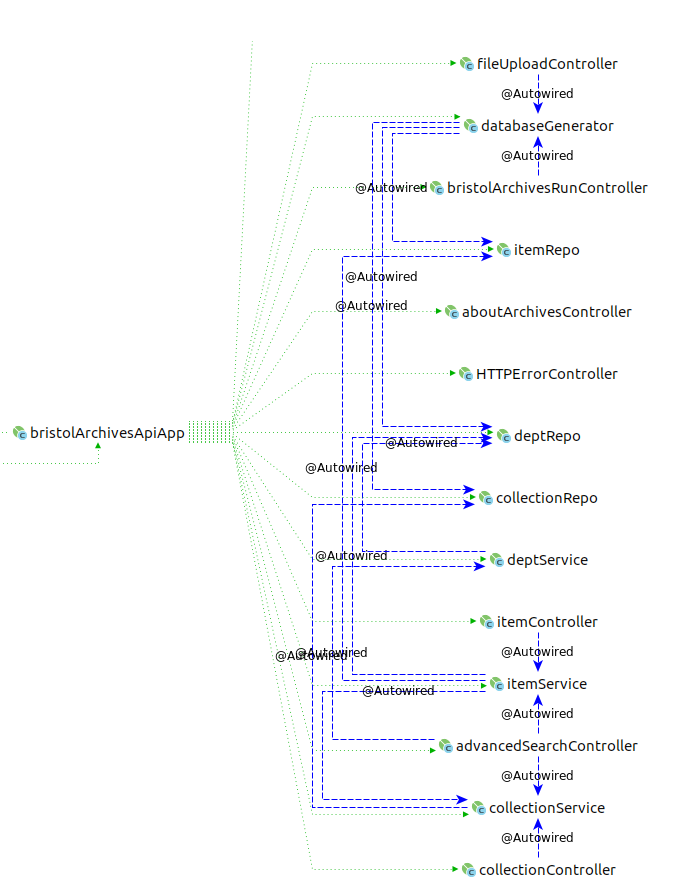 fileUploadController
@Autowired
databaseGenerator
@Autowired
@Autowired
bristolArchivesRunController
itemRepo
@Autowired
@Autowired
aboutArchivesController
HTTPErrorController
bristolArchivesApiApp
deptRepo
@Autowired
@Autowired
collectionRepo
@Autowired
deptService
itemController
@Autowired
@Autowired
@Autowired
itemService
@Autowired
@Autowired
advancedSearchController
@Autowired
collectionService
@Autowired
collectionController